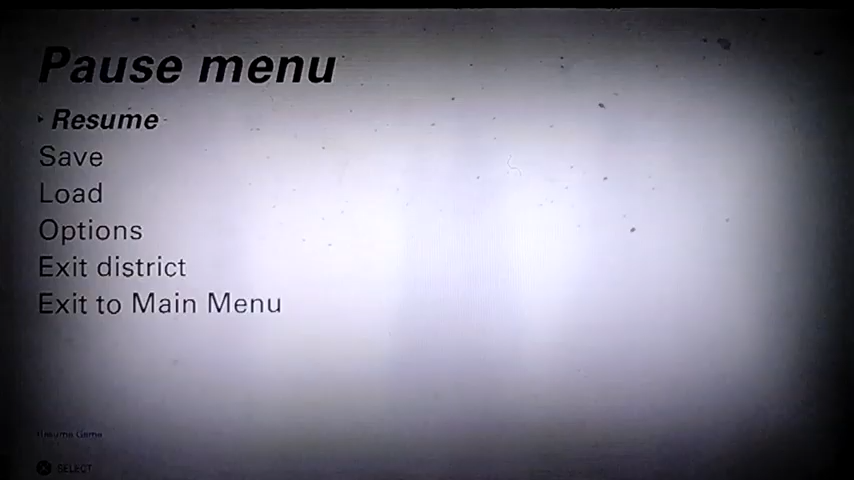 Pause menu
Resume
Save
Load
Options
Exit district
Exit to Main Menu
Resume Game
SELECT